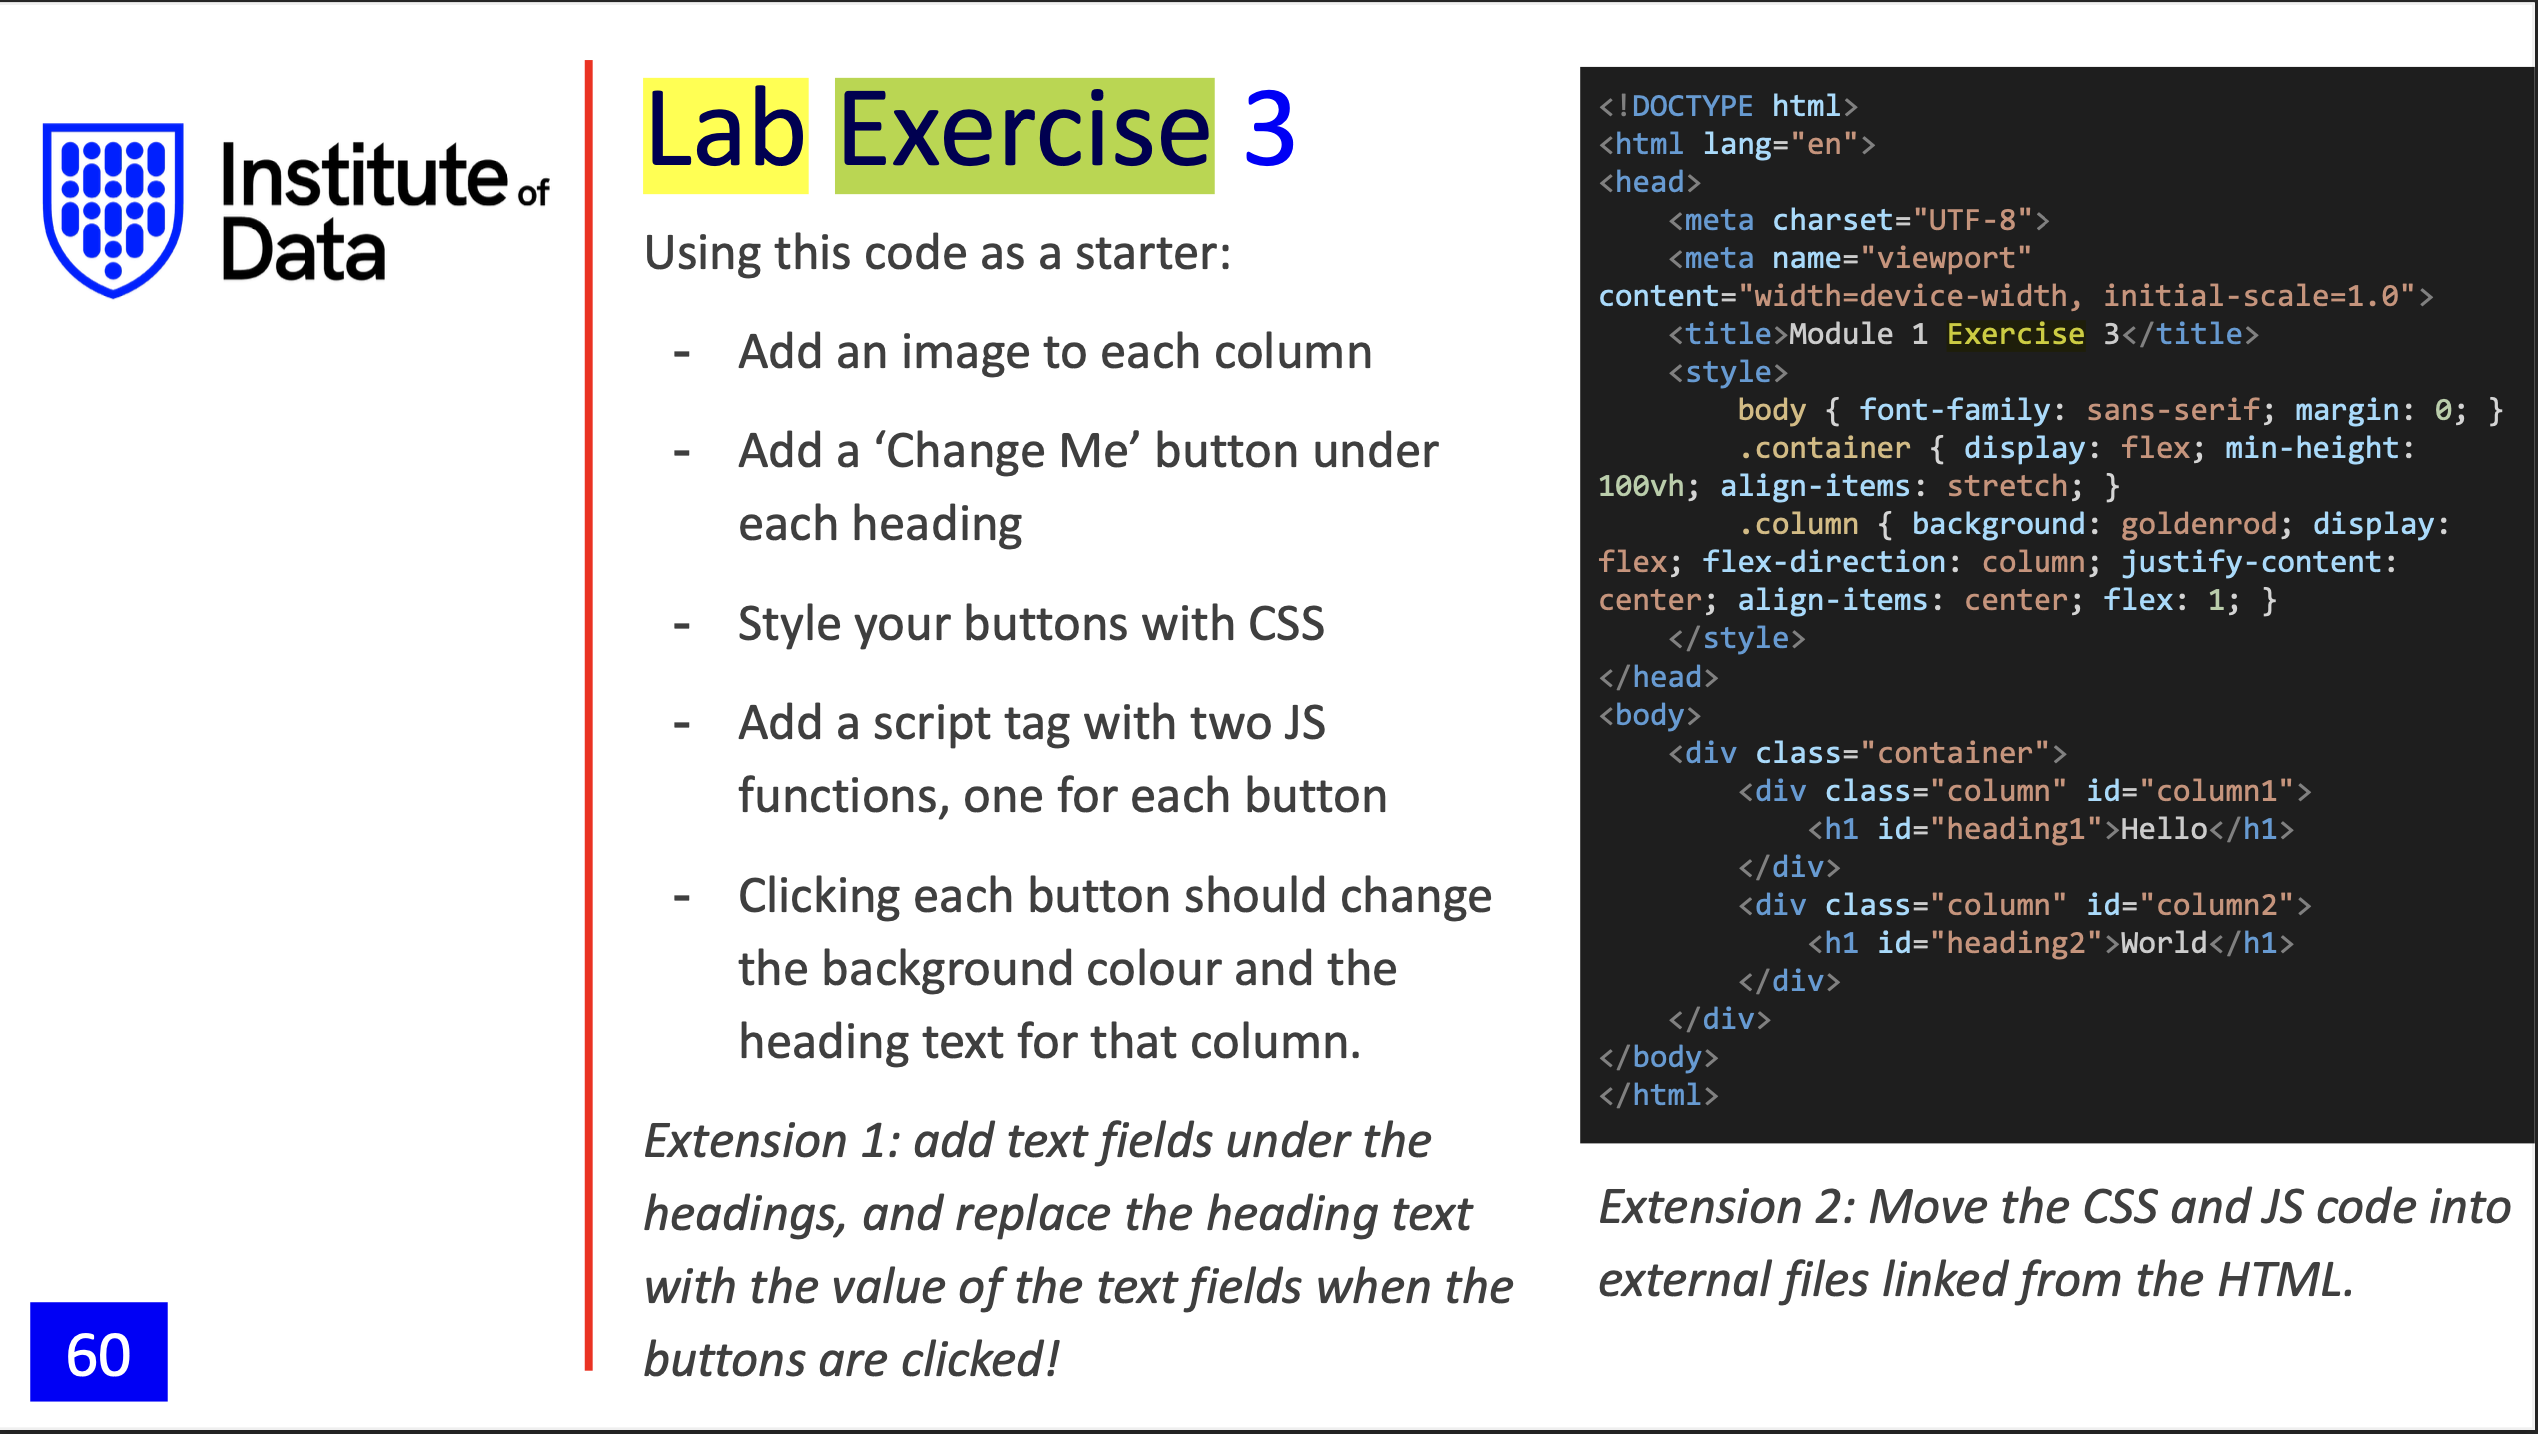 Institute of
Data
Lab Exercise 3
Using this code as a starter:
- Add an image to each column
- Add a ‘Change Me’ button under
each heading
- Style your buttons with CSS
- Add a script tag with two JS
functions, one for each button
- Clicking each button should change
the background colour and the
heading text for that column.
Extension 1: add text fields under the
headings, and replace the heading text
with the value of the text fields when the
buttons are clicked!
<!DOCTYPE html>
<html lang="en">
<head>
    <meta charset="UTF-8">
    <meta name="viewport"
content="width=device-width, initial-scale=1.0">
    <title>Module 1 Exercise 3</title>
    <style>
        body { font-family: sans-serif; margin: 0; }
        .container { display: flex; min-height:
100vh; align-items: stretch; }
        .column { background: goldenrod; display:
flex; flex-direction: column; justify-content:
center; align-items: center; flex: 1; }
    </style>
</head>
<body>
    <div class="container">
        <div class="column" id="column1">
            <h1 id="heading1">Hello</h1>
        </div>
        <div class="column" id="column2">
            <h1 id="heading2">World</h1>
        </div>
    </div>
</body>
</html>
Extension 2: Move the CSS and JS code into
external files linked from the HTML.
60